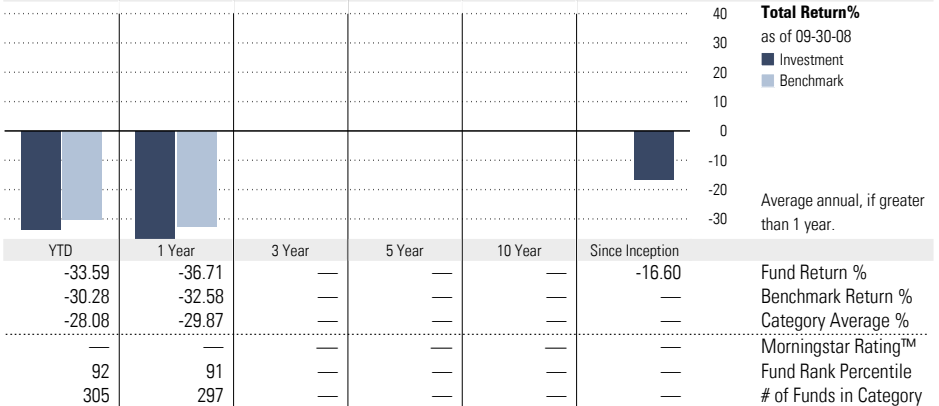 40
30
20
10
0
-10
-20
-30
Total Return%
as of 09-30-08
Investment
Benchmark
Average annual, if greater
than 1 year.
YTD 1 Year 3 Year 5 Year 10 Year Since Inception
-33.59 -36.71 — — — -16.60 Fund Return %
-30.28 -32.58 — — — — Benchmark Return %
-28.08 -29.87 — — — — Category Average %
— — — — — — Morningstar Rating™
92 91 — — — — Fund Rank Percentile
305 297 — — — — # of Funds in Category